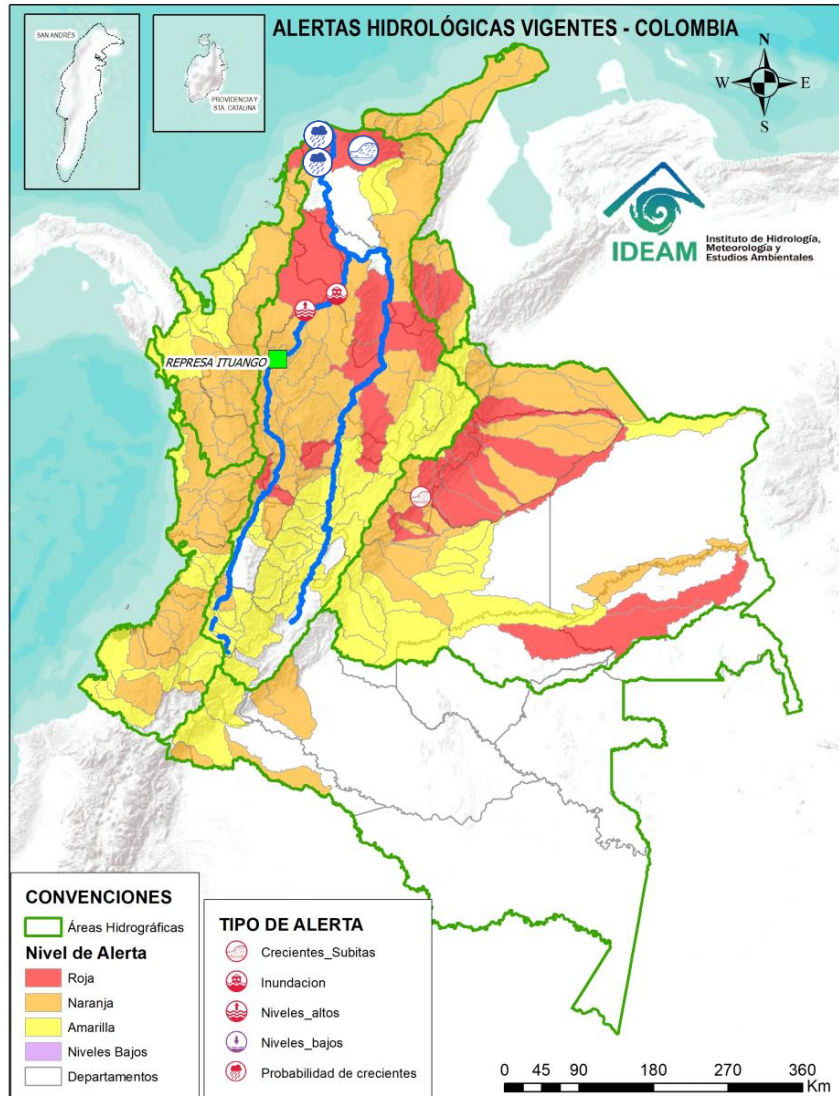 ALERTAS HIDROLÓGICAS VIGENTES - COLOMBIA
SAN ANDRÉS
PROVIDENCIA Y
STA. CATALINA
N
W
E
S
IDEAM
Instituto de Hidrología,
Meteorología y
Estudios Ambientales
REPRESA ITUANGO
CONVENCIONES
Áreas Hidrográficas
Nivel de Alerta
Roja
Naranja
Amarilla
Niveles Bajos
Departamentos
TIPO DE ALERTA
Crecientes_Subitas
Inundacion
Niveles_altos
Niveles_bajos
Probabilidad de crecientes
0 45 90 180 270 360
Km